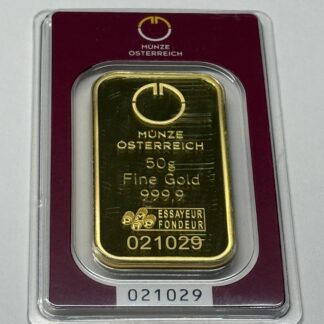 MÜNZE
ÖSTERREICH
MÜNZE
ÖSTERREICH
50g
Fine Gold
999,9
ESSAYEUR
FONDEUR
021029
021029